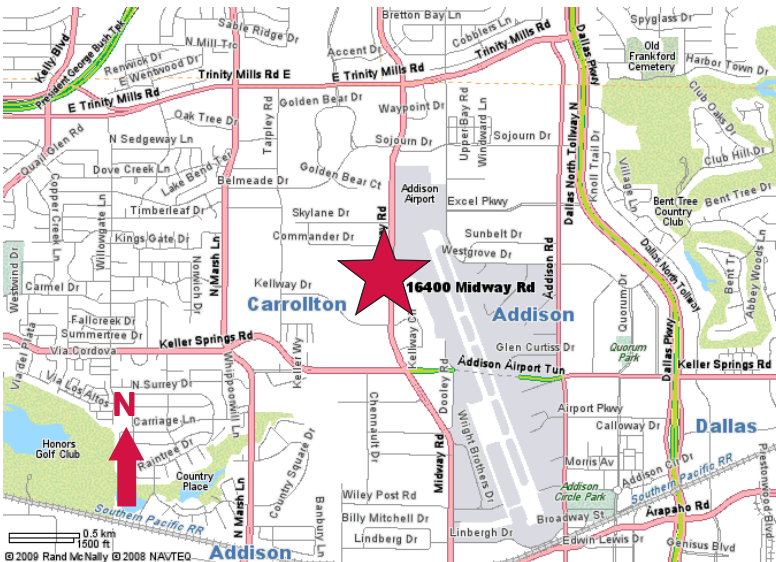 Bretton Bay Ln
Sable Ridge Dr
N Mill Trc
Cobblers Ln
Spyglass Dr
Kelly Blvd
President George Bush Tpk
Renwick Dr
E Wentwood Dr
Accent Dr
Trinity Mills Rd
Dallas Pkwy
Old
Frankford
Cemetery
Harbor Town Dr
Trinity Mills Rd E
E Trinity Mills Rd
E Trinity Mills Rd
Golden Bear Dr
Waypoint Dr
Club Oaks Dr
Oak Tree Dr
Tarpley Rd
Upper Bay Rd
Windward Ln
Dallas North Tollway N
Quail Glen Rd
N Sedgeway Ln
Sojourn Dr
Sojourn Dr
Knoll Trail Dr
Club Hill Dr
Dove Creek Ln
Lake Bend Ter
Golden Bear Ct
Village Ln
Copper Creek Ln
Belmeade Dr
Addison
Airport
Excel Pkwy
Bent Tree
Country
Club
Bent Tree Dr
Willowgate Ln
Timberleaf Dr
Skylane Dr
Kings Gate Dr
Commander Dr
way Rd
Sunbelt Dr
Westgrove Dr
Addison Rd
Dallas North Tollway
Bent Tr
Abbey Woods Ln
Westwind Dr
Norwich Dr
N Marsh Ln
Carmel Dr
Kellway Dr
16400 Midway Rd
Carrollton
Addison
Quorum Dr
Fallcreek Dr
Summertree Dr
Via del Plata
Keller Springs Rd
Kellway Cir
Glen Curtiss Dr
Quorum
Park
Dallas Pkwy
Via Cordova
Keller Wy
Addison Airport Tun
Keller Springs Rd
Via Los Altos
N Surrey Dr
Whippoorwill Ln
Dooley Rd
N
Carriage Ln
Chennault Dr
Airport Pkwy
Calloway Dr
Dallas
Honors
Golf Club
Raintree Dr
Country Square Dr
Midway Rd
Wright Brothers Dr
Morris Av
Addison Cir Dr
Country
Place
Addison
Circle Park
Southern Pacific RR
Prestonwood Blvd
Wiley Post Rd
Southern Pacific RR
N Marsh Ln
Banbury Ln
Billy Mitchell Dr
Broadway St
Arapaho Rd
0.5 km
1500 ft
Lindberg Dr
Linbergh Dr
Edwin Lewis Dr
Genisus Blvd
© 2009 Rand McNally © 2008 NAVTEQ
Addison